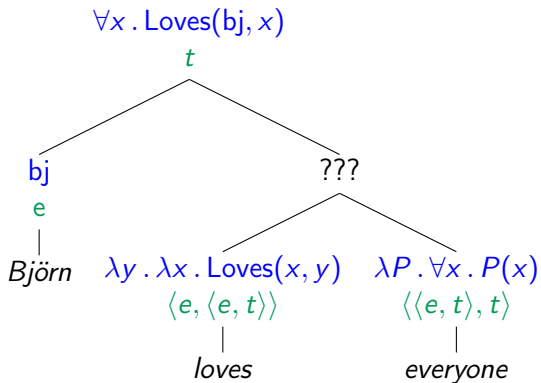 ∀x . Loves(bj, x)
t
bj
???
e
Björn
λy . λx . Loves(x, y)
λP . ∀x . P(x)
⟨e, ⟨e, t⟩⟩
⟨⟨e, t⟩, t⟩
loves
everyone